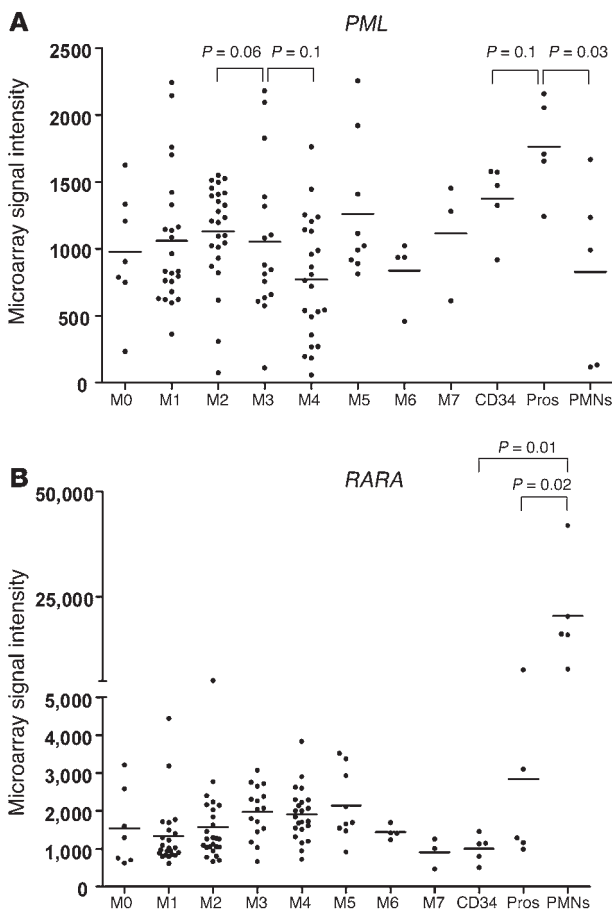 A
PML
P = 0.06 P = 0.1 P = 0.1 P = 0.03
Microarray signal intensity
2500
2000
1500
1000
500
0
M0 M1 M2 M3 M4 M5 M6 M7 CD34 Pros PMNs
P = 0.01
B
RARA
P = 0.02
Microarray signal intensity
50,000
25,000
5,000
4,000
3,000
2,000
1,000
0
M0 M1 M2 M3 M4 M5 M6 M7 CD34 Pros PMNs